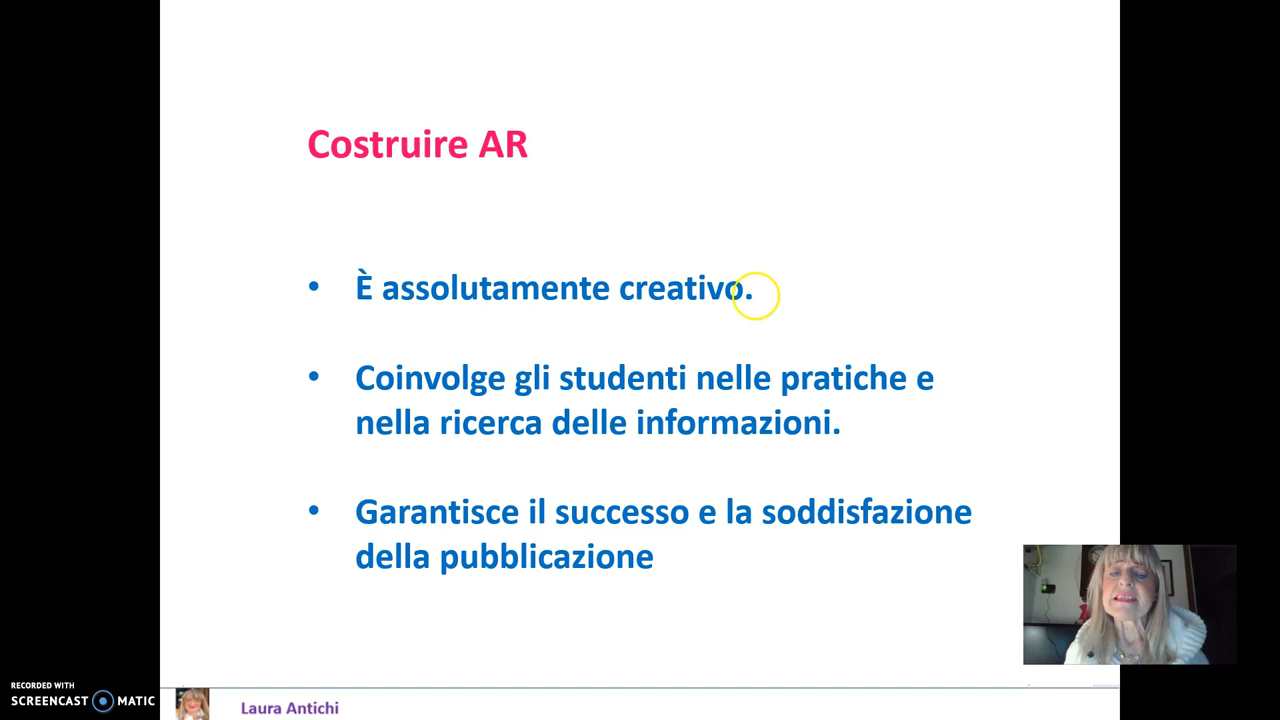 Costruire AR
• È assolutamente creativo.
• Coinvolge gli studenti nelle pratiche e
nella ricerca delle informazioni.
• Garantisce il successo e la soddisfazione
della pubblicazione
RECORDED WITH
SCREENCAST MATIC
Laura Antichi